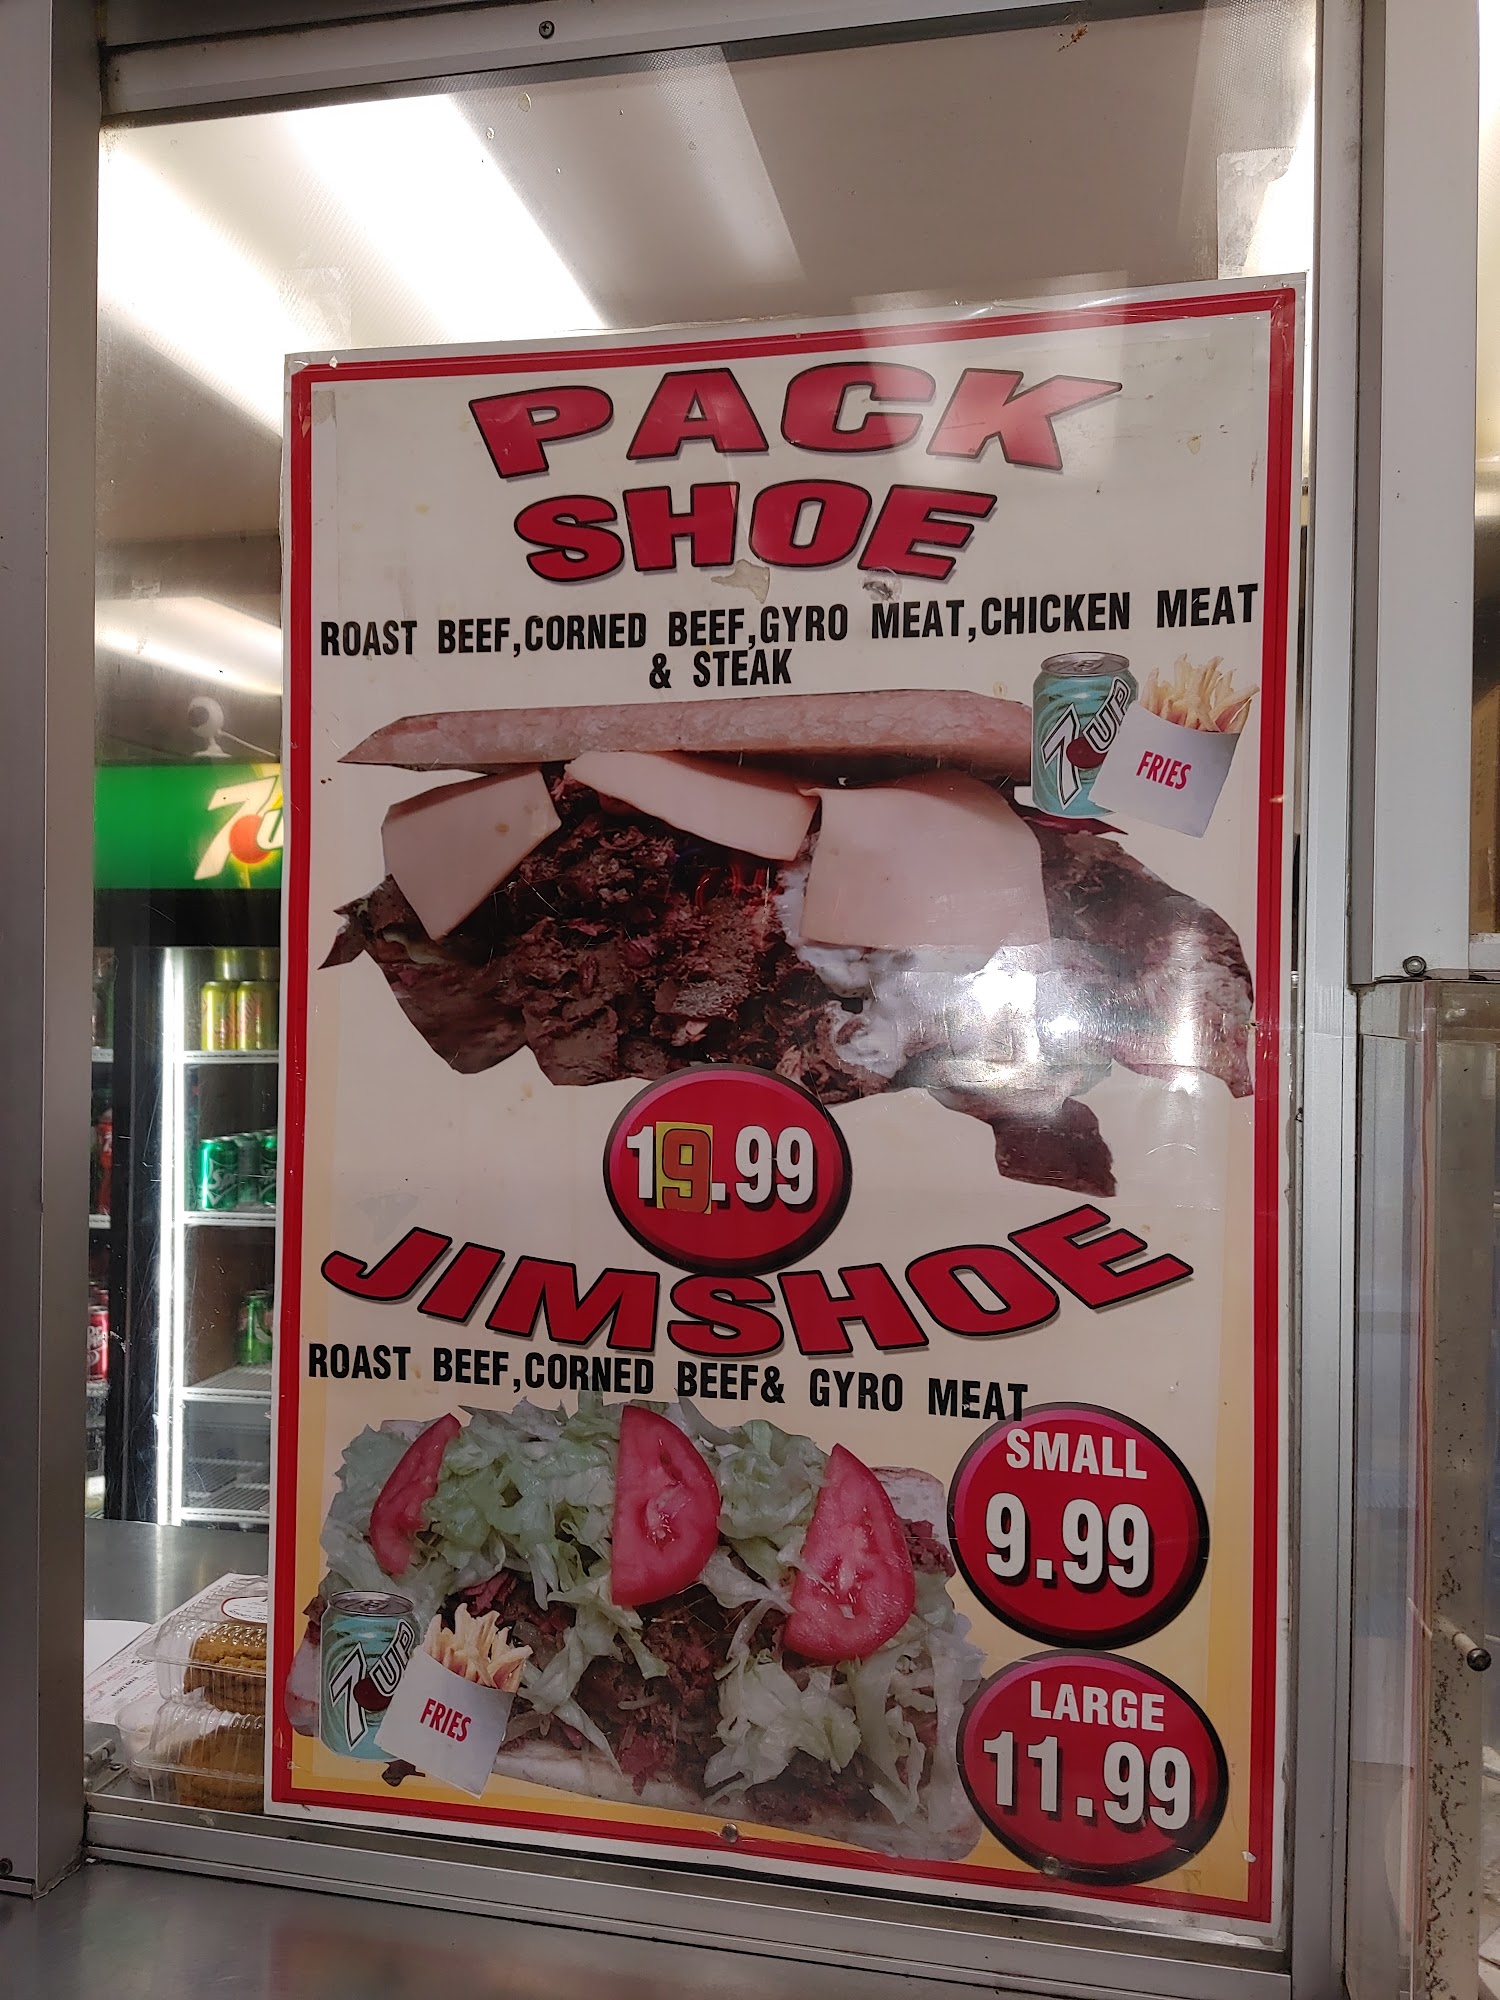 PACK
SHOE
ROAST BEEF,CORNED BEEF,GYRO MEAT,CHICKEN MEAT
& STEAK
7UP
FRIES
19.99
JIMSHOE
ROAST BEEF,CORNED BEEF& GYRO MEAT
SMALL
9.99
LARGE
11.99
7UP
FRIES